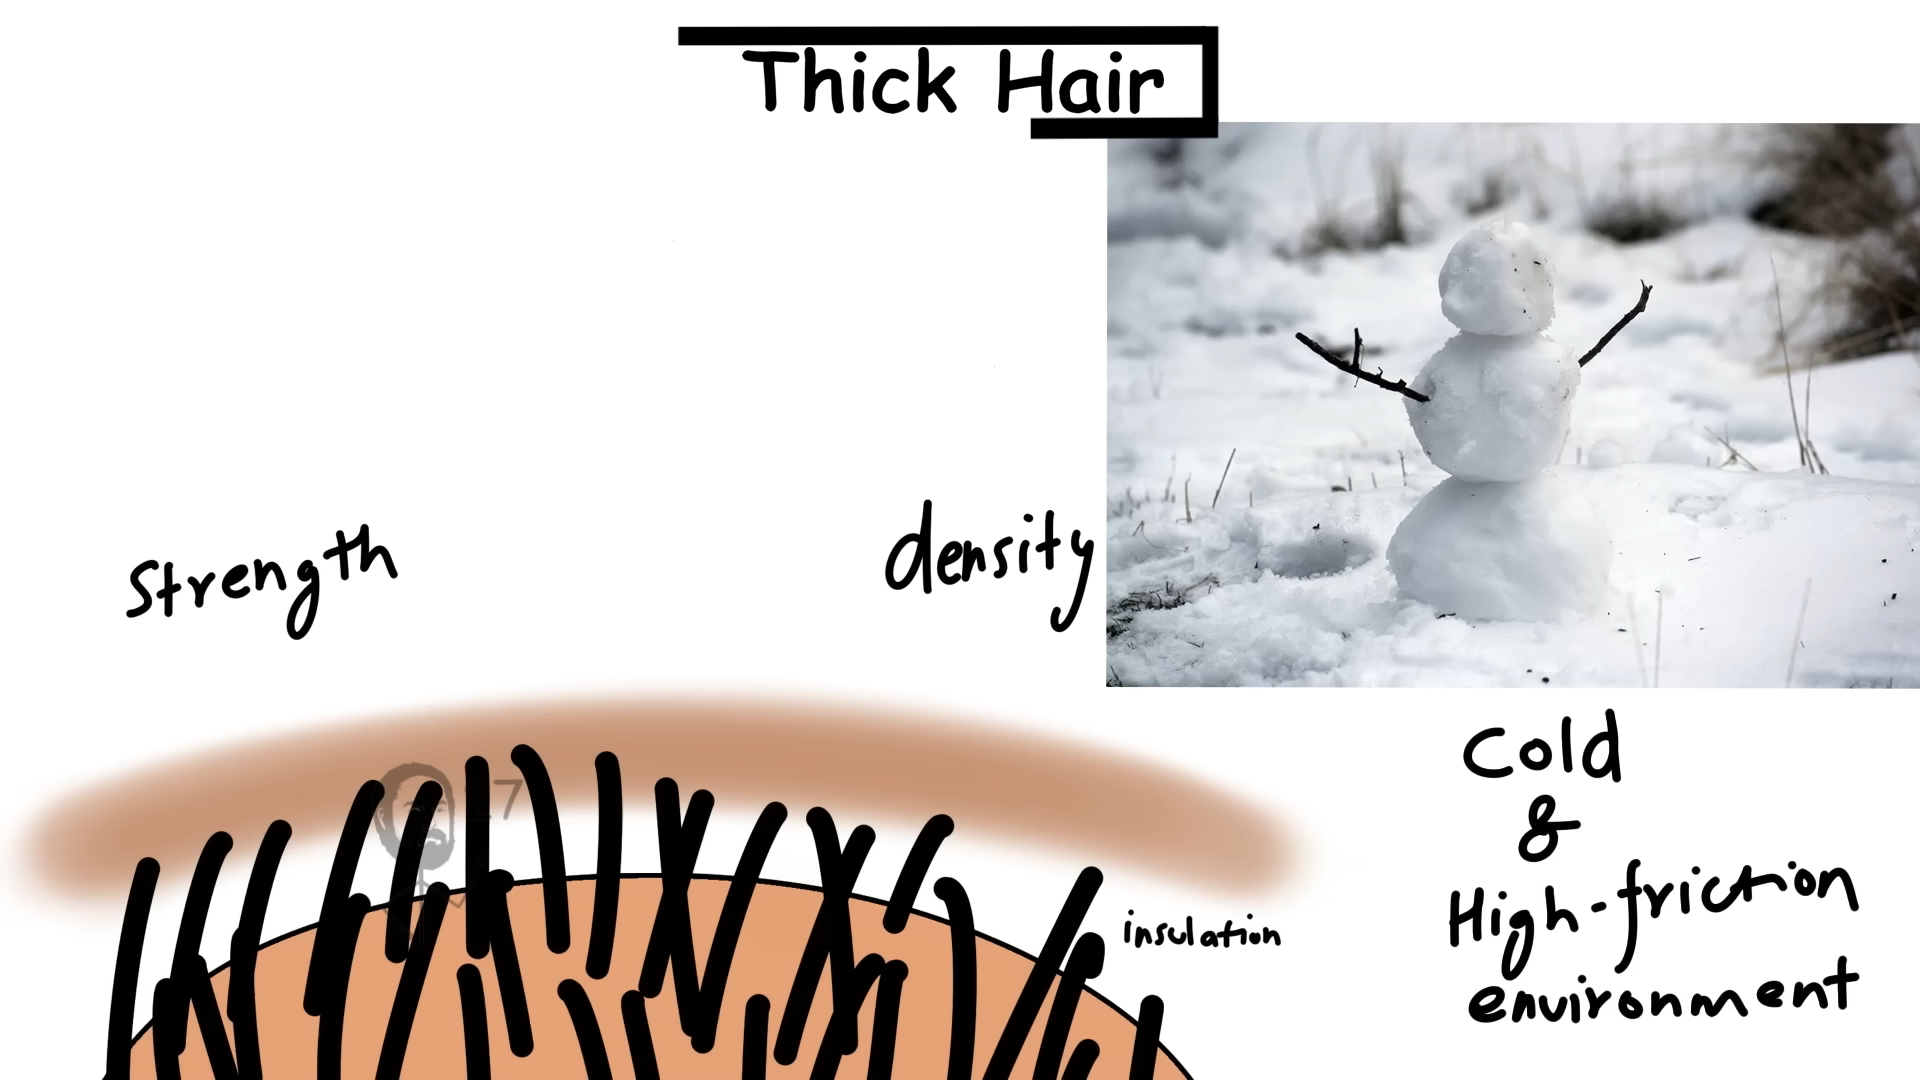 Thick Hair
Strength
density
insulation
Cold
&
High-friction
environment